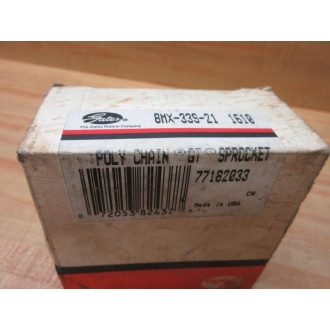 Gates
The Gates Rubber Company
8MX-33S-21 1610
POLY CHAIN GT SPROCKET
77182033
Made in USA